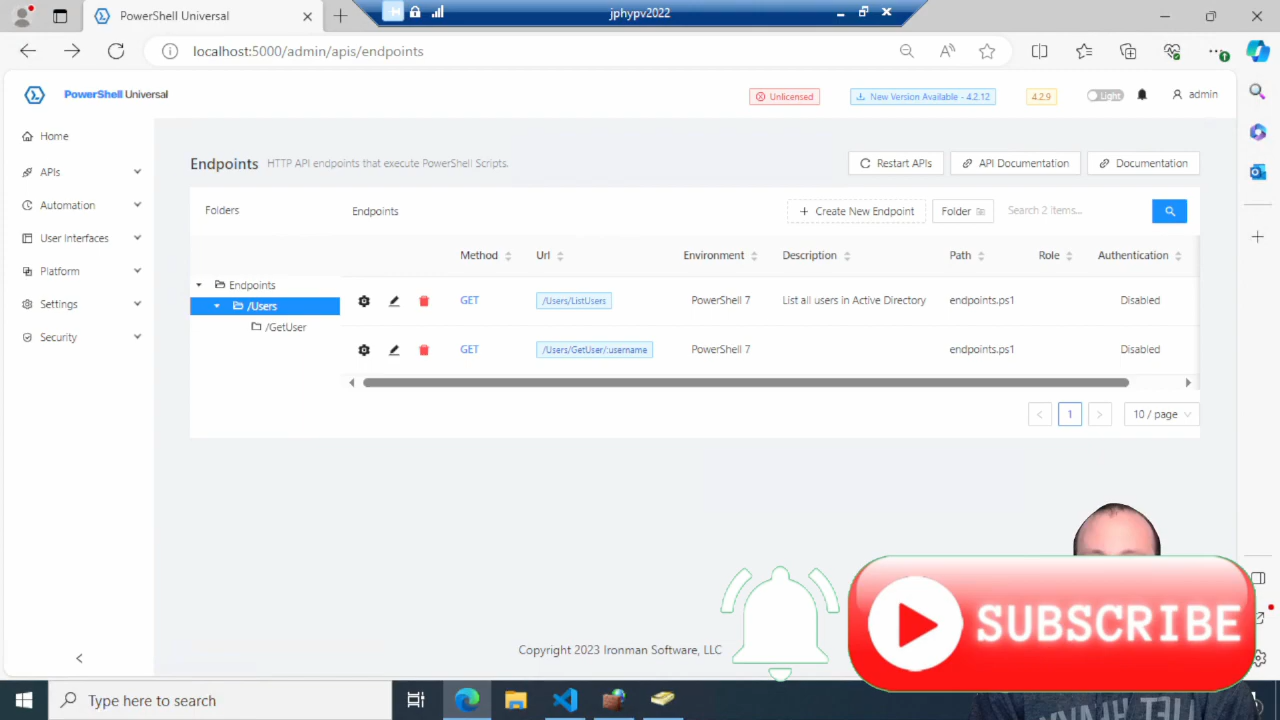 PowerShell Universal
jphypv2022
localhost:5000/admin/apis/endpoints
PowerShell Universal
Unlicensed
New Version Available - 4.2.12
4.2.9
Light
admin
Home
APIs
Automation
User Interfaces
Platform
Settings
Security
Endpoints HTTP API endpoints that execute PowerShell Scripts.
Restart APIs
API Documentation
Documentation
Folders
Endpoints
Create New Endpoint
Folder
Search 2 items...
Method Url Environment Description Path Role Authentication
Endpoints
/Users
/GetUser
GET /Users/ListUsers PowerShell 7 List all users in Active Directory endpoints.ps1 Disabled
GET /Users/GetUser/:username PowerShell 7 endpoints.ps1 Disabled
1
10 / page
Copyright 2023 Ironman Software, LLC
SUBSCRIBE
Type here to search